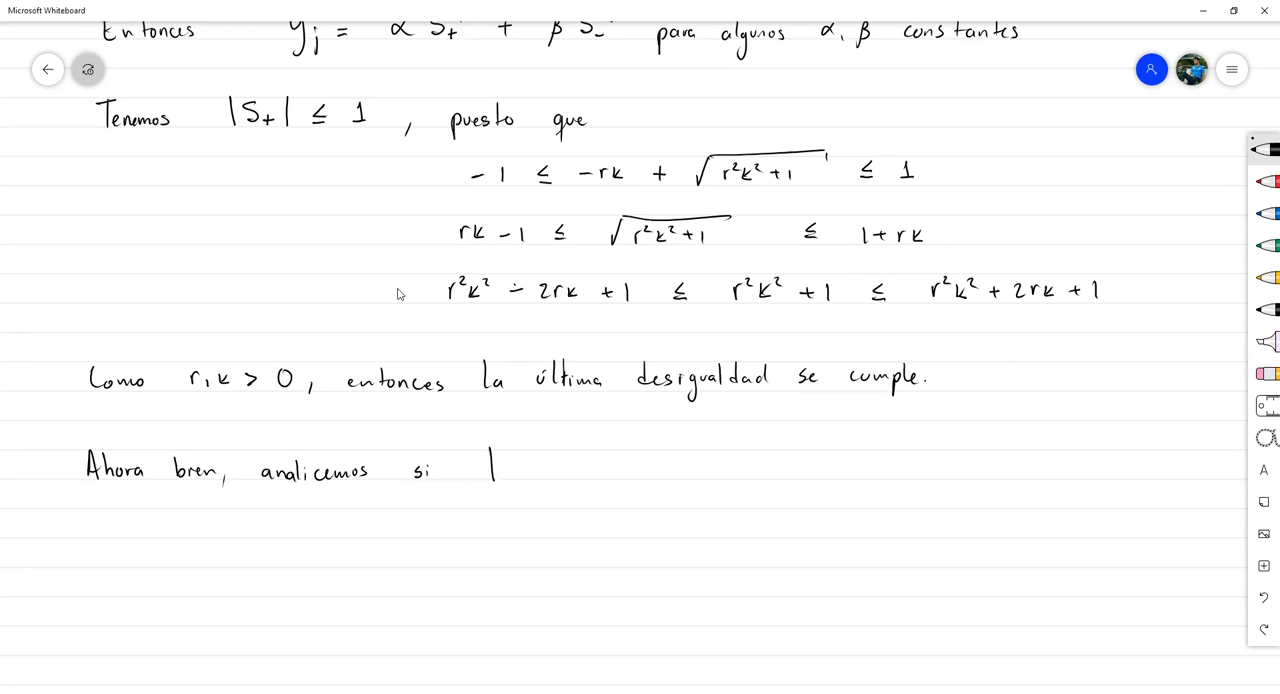 Microsoft Whiteboard
Entonces y_j = α S₊ + β S₋ para algunos α, β constantes
Tenemos |S₊| ≤ 1 , puesto que
-1 ≤ -rk + √(r²k² + 1) ≤ 1
rk - 1 ≤ √(r²k² + 1) ≤ 1 + rk
r²k² - 2rk + 1 ≤ r²k² + 1 ≤ r²k² + 2rk + 1
Como r, k > 0, entonces la última desigualdad se cumple.
Ahora bien, analicemos si |